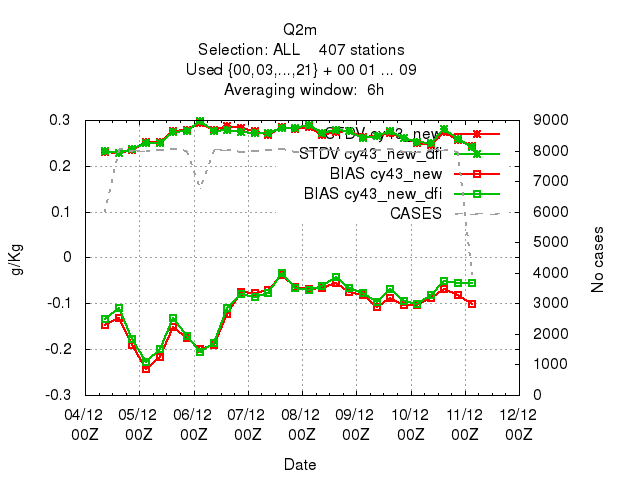 Q2m
Selection: ALL    407 stations
Used {00,03,...,21} + 00 01 ... 09
Averaging window:  6h
0.3
0.2
0.1
0
-0.1
-0.2
-0.3
g/Kg
9000
8000
7000
6000
5000
4000
3000
2000
1000
0
No cases
STDV cy43_new
STDV cy43_new_dfi
BIAS cy43_new
BIAS cy43_new_dfi
CASES
04/12 05/12 06/12 07/12 08/12 09/12 10/12 11/12 12/12
00Z 00Z 00Z 00Z 00Z 00Z 00Z 00Z 00Z
Date